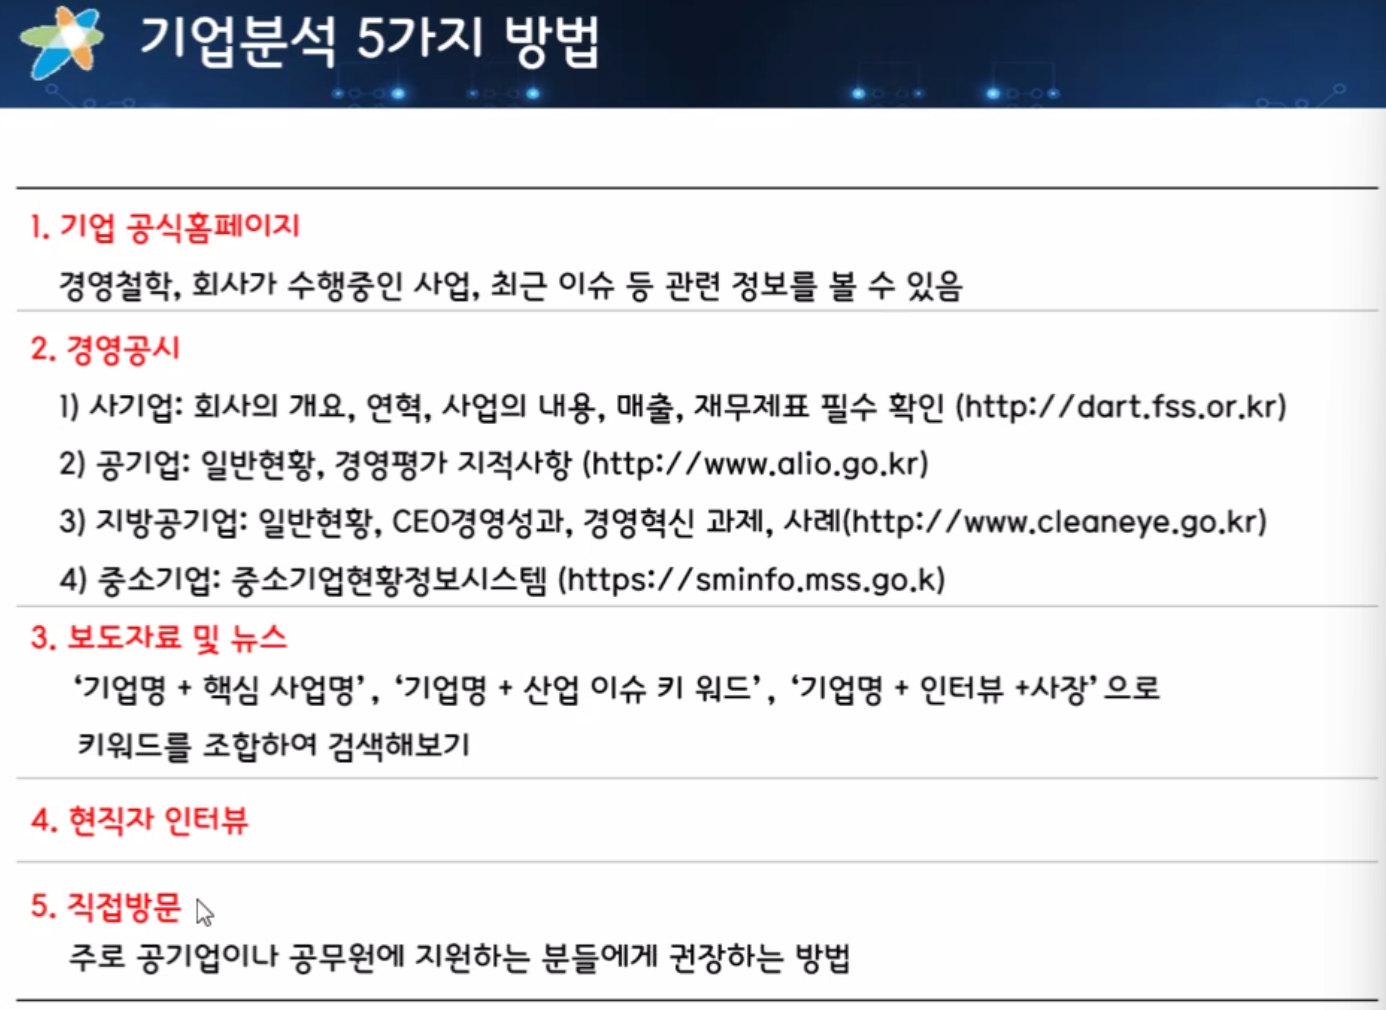 기업분석 5가지 방법
1. 기업 공식홈페이지
경영철학, 회사가 수행중인 사업, 최근 이슈 등 관련 정보를 볼 수 있음
2. 경영공시
1) 사기업: 회사의 개요, 연혁, 사업의 내용, 매출, 재무제표 필수 확인 (http://dart.fss.or.kr)
2) 공기업: 일반현황, 경영평가 지적사항 (http://www.alio.go.kr)
3) 지방공기업: 일반현황, CEO경영성과, 경영혁신 과제, 사례(http://www.cleaneye.go.kr)
4) 중소기업: 중소기업현황정보시스템 (https://sminfo.mss.go.k)
3. 보도자료 및 뉴스
‘기업명 + 핵심 사업명’, ‘기업명 + 산업 이슈 키 워드’, ‘기업명 + 인터뷰 +사장’ 으로
키워드를 조합하여 검색해보기
4. 현직자 인터뷰
5. 직접방문
주로 공기업이나 공무원에 지원하는 분들에게 권장하는 방법